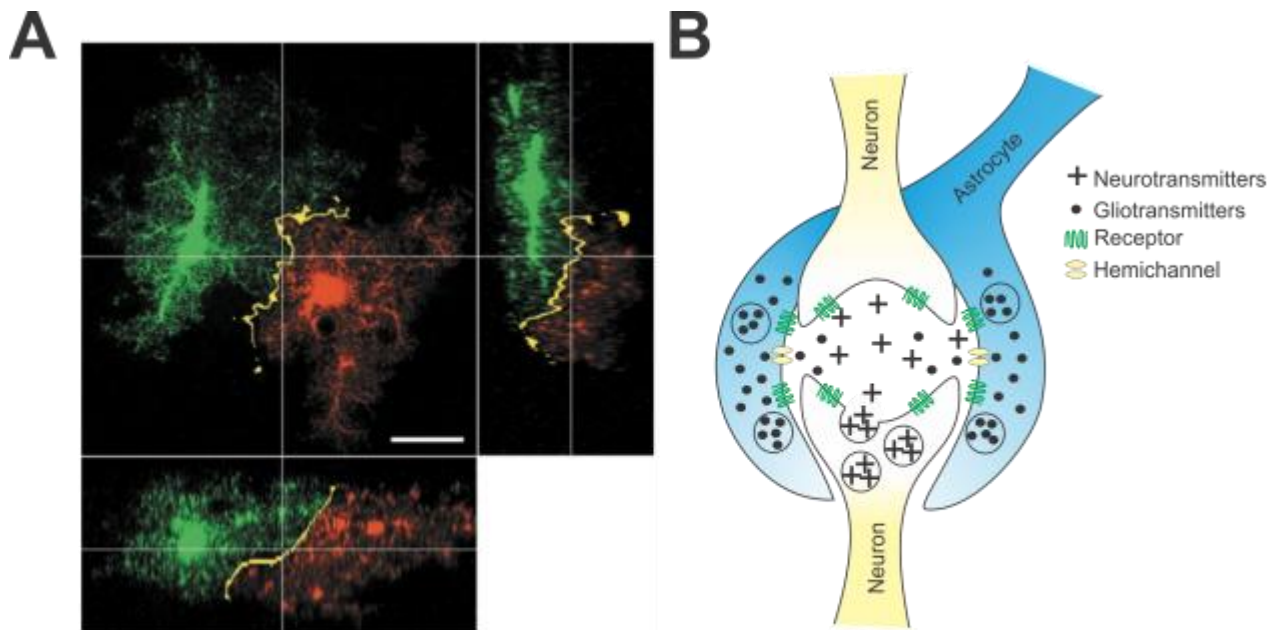 A
B
Neuron
Astrocyte
Neurotransmitters
Gliotransmitters
Receptor
Hemichannel
Neuron